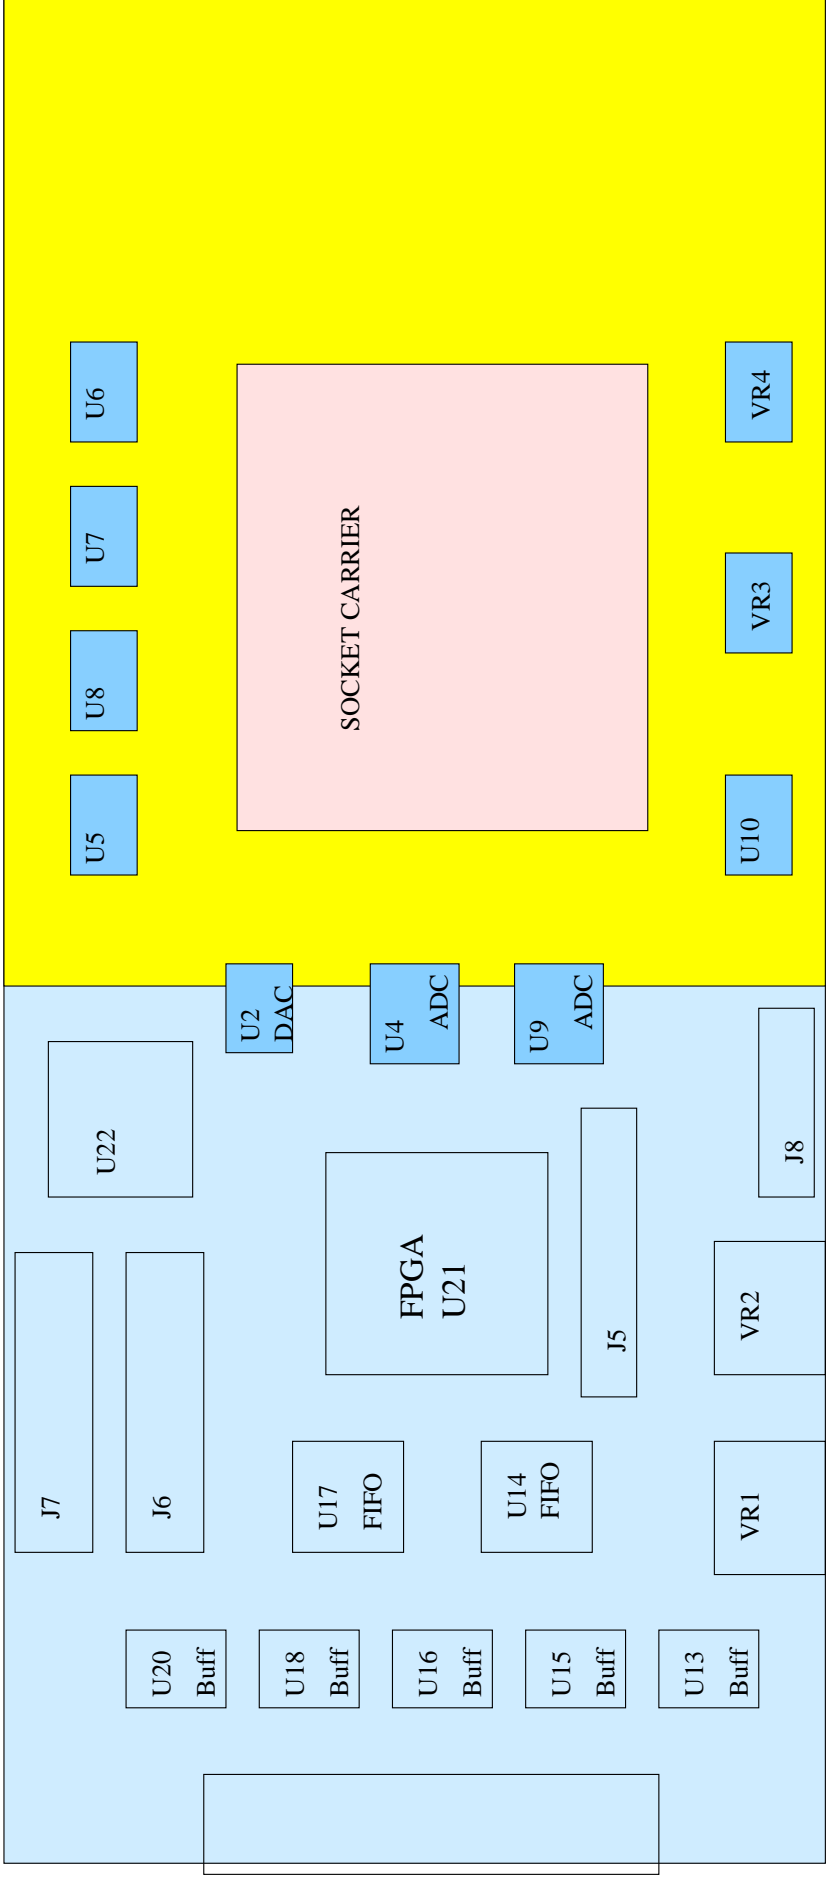 U6
VR4
U7
SOCKET CARRIER
VR3
U8
U5
U10
U2
DAC
U4
ADC
U9
ADC
U22
J8
FPGA
U21
J5
VR2
J7
J6
U17
FIFO
U14
FIFO
VR1
U20
Buff
U18
Buff
U16
Buff
U15
Buff
U13
Buff